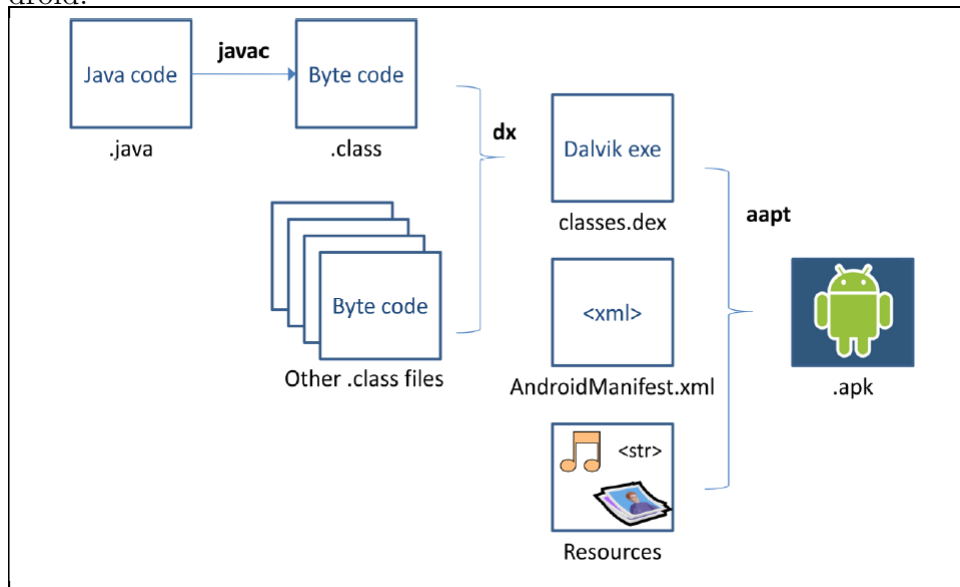 droid.
Java code
javac
Byte code
.java
.class
dx
Dalvik exe
classes.dex
aapt
Byte code
Other .class files
<xml>
AndroidManifest.xml
.apk
<str>
Resources